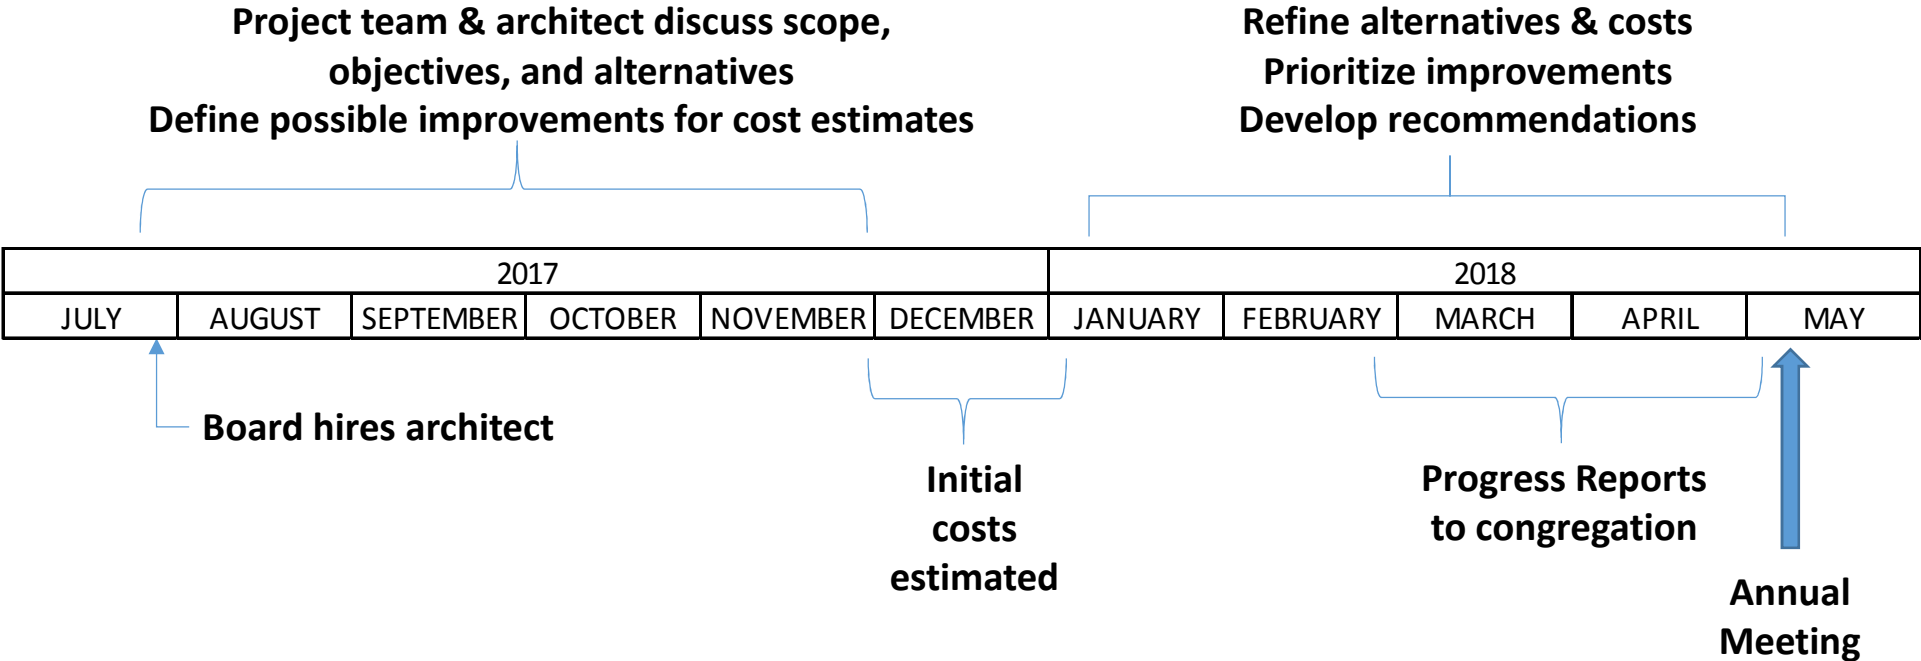 Project team & architect discuss scope,
objectives, and alternatives
Define possible improvements for cost estimates
Refine alternatives & costs
Prioritize improvements
Develop recommendations
2017 2018
JULY AUGUST SEPTEMBER OCTOBER NOVEMBER DECEMBER JANUARY FEBRUARY MARCH APRIL MAY
Board hires architect
Initial
costs
estimated
Progress Reports
to congregation
Annual
Meeting